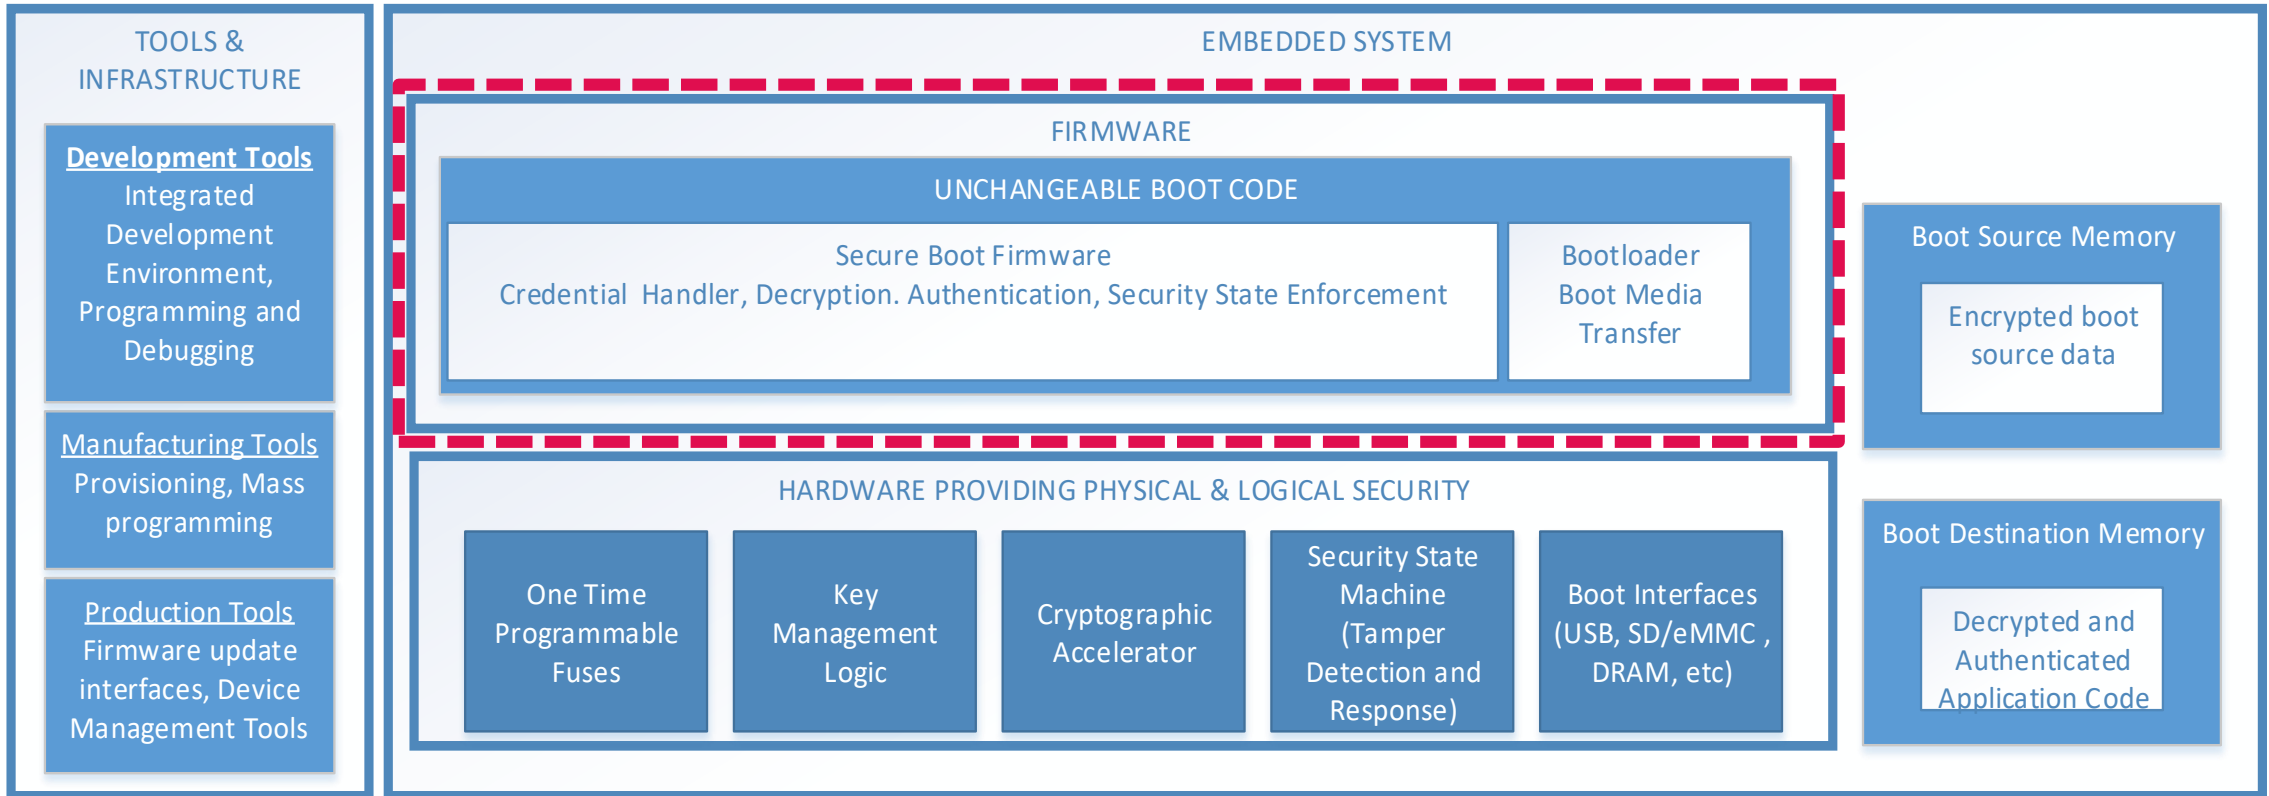 TOOLS &
INFRASTRUCTURE
Development Tools
Integrated
Development
Environment,
Programming and
Debugging
Manufacturing Tools
Provisioning, Mass
programming
Production Tools
Firmware update
interfaces, Device
Management Tools
EMBEDDED SYSTEM
FIRMWARE
UNCHANGEABLE BOOT CODE
Secure Boot Firmware
Credential Handler, Decryption. Authentication, Security State Enforcement
Bootloader
Boot Media
Transfer
HARDWARE PROVIDING PHYSICAL & LOGICAL SECURITY
One Time
Programmable
Fuses
Key
Management
Logic
Cryptographic
Accelerator
Security State
Machine
(Tamper
Detection and
Response)
Boot Interfaces
(USB, SD/eMMC ,
DRAM, etc)
Boot Source Memory
Encrypted boot
source data
Boot Destination Memory
Decrypted and
Authenticated
Application Code